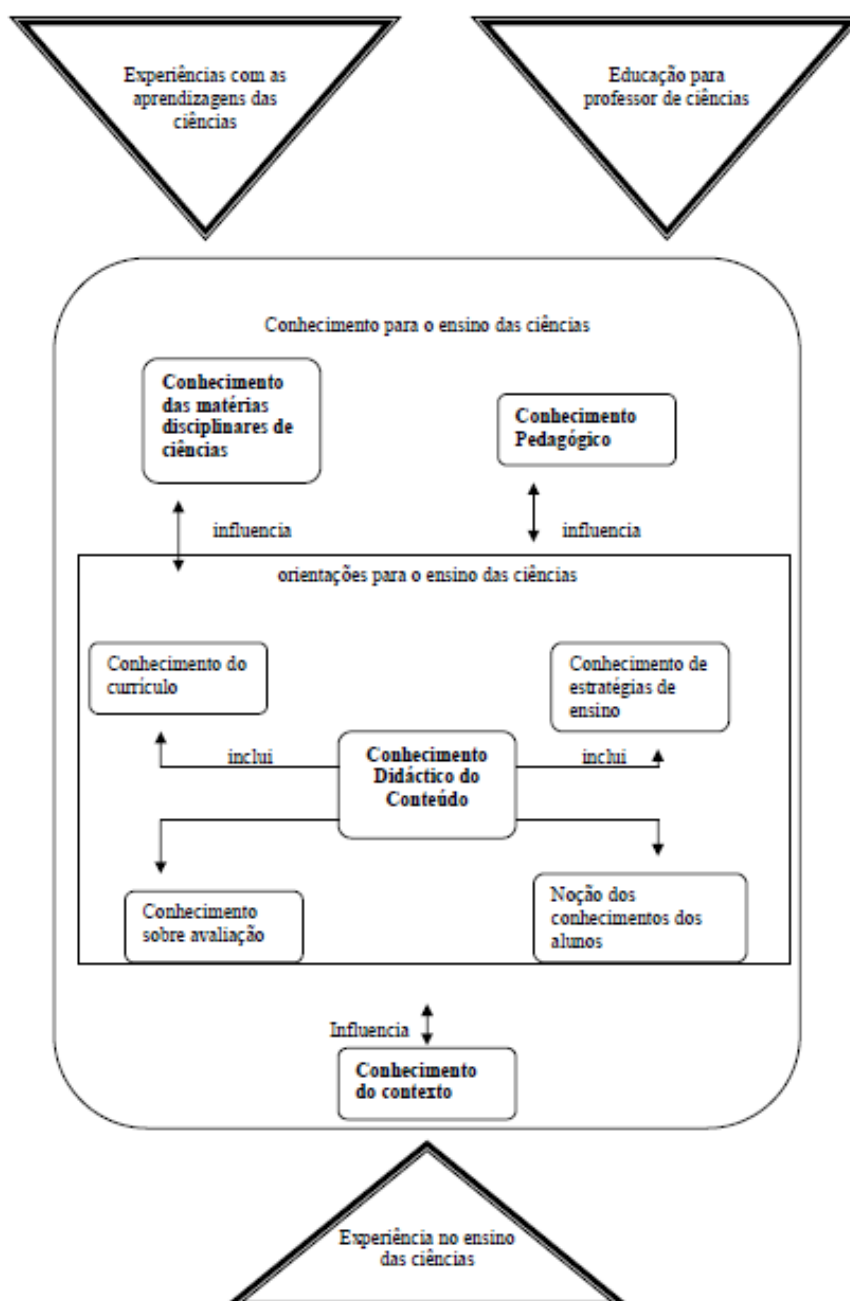 Experiências com as
aprendizagens das
ciências
Educação para
professor de ciências
Conhecimento para o ensino das ciências
Conhecimento
das matérias
disciplinares de
ciências
Conhecimento
Pedagógico
influencia
influencia
orientações para o ensino das ciências
Conhecimento do
currículo
Conhecimento de
estratégias de
ensino
inclui
Conhecimento
Didáctico do
Conteúdo
inclui
Conhecimento
sobre avaliação
Noção dos
conhecimentos dos
alunos
Influencia
Conhecimento
do contexto
Experiência no ensino
das ciências